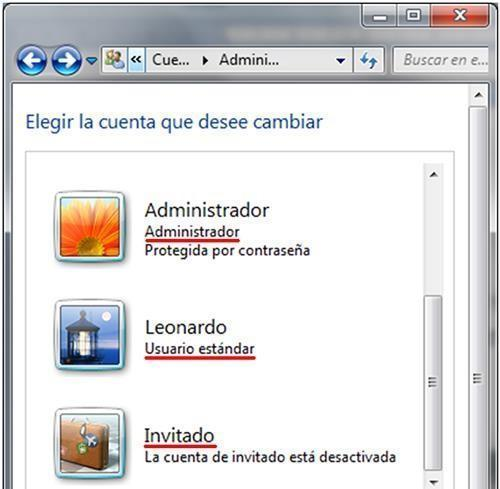 « Cue... Admini... Buscar en e...
Elegir la cuenta que desee cambiar
Administrador
Administrador
Protegida por contraseña
Leonardo
Usuario estándar
Invitado
La cuenta de invitado está desactivada